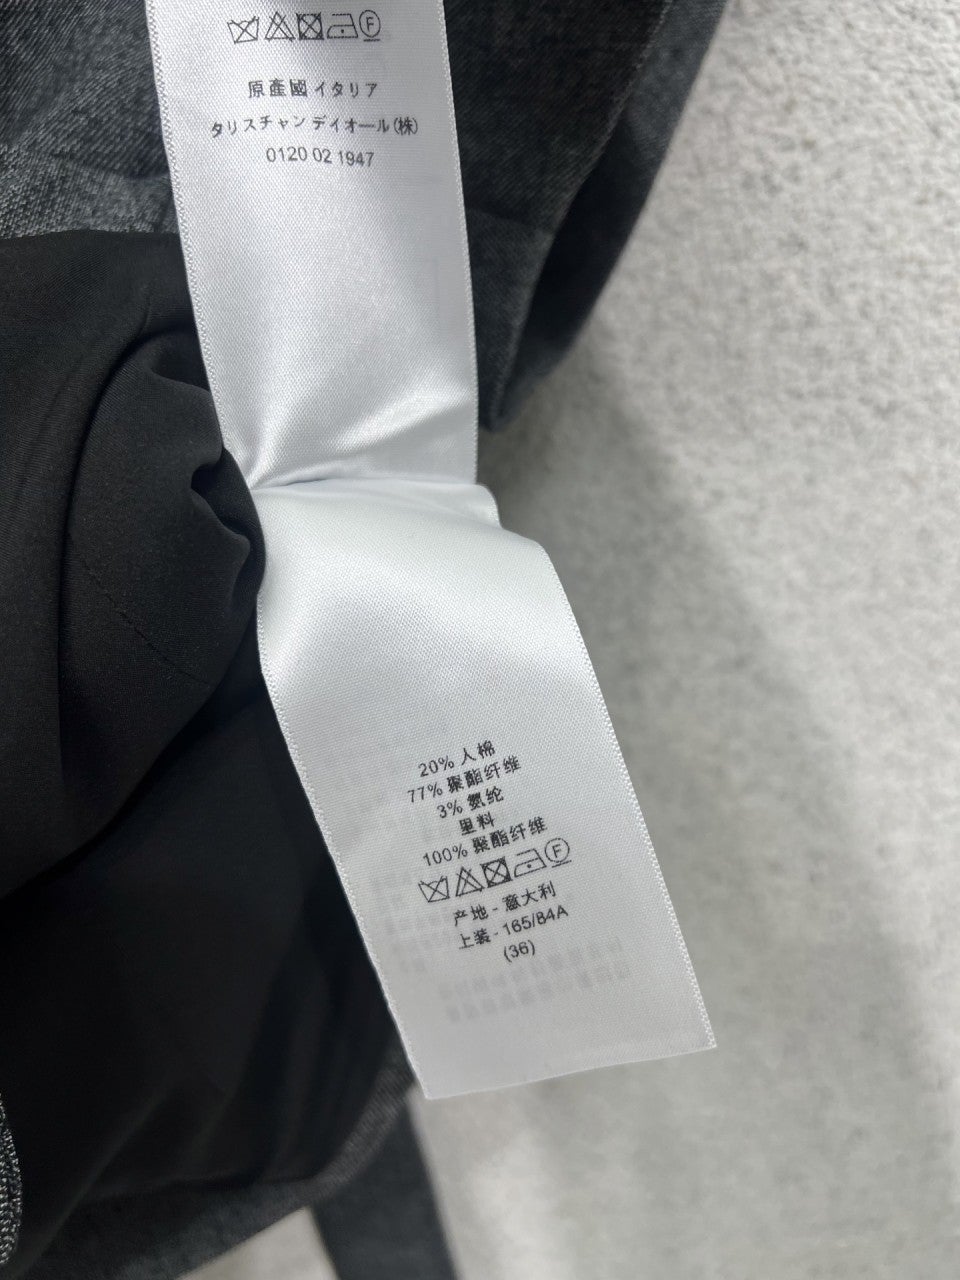 F
原產國イタリア
タリスチャン デイオール(株)
0120 02 1947
20% 人棉
77% 聚酯纤维
3% 氨纶
里料
100% 聚酯纤维
F
产地 - 意大利
上装 - 165/84A
(36)